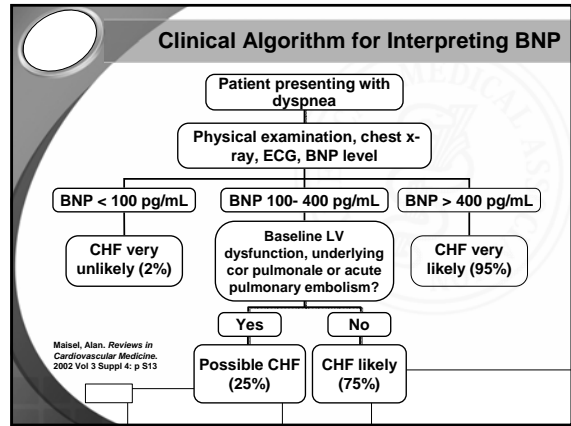 Clinical Algorithm for Interpreting BNP
Patient presenting with
dyspnea
Physical examination, chest x-
ray, ECG, BNP level
BNP < 100 pg/mL
BNP 100- 400 pg/mL
BNP > 400 pg/mL
CHF very
unlikely (2%)
Baseline LV
dysfunction, underlying
cor pulmonale or acute
pulmonary embolism?
CHF very
likely (95%)
Yes
No
Maisel, Alan. Reviews in
Cardiovascular Medicine.
2002 Vol 3 Suppl 4: p S13
Possible CHF
(25%)
CHF likely
(75%)